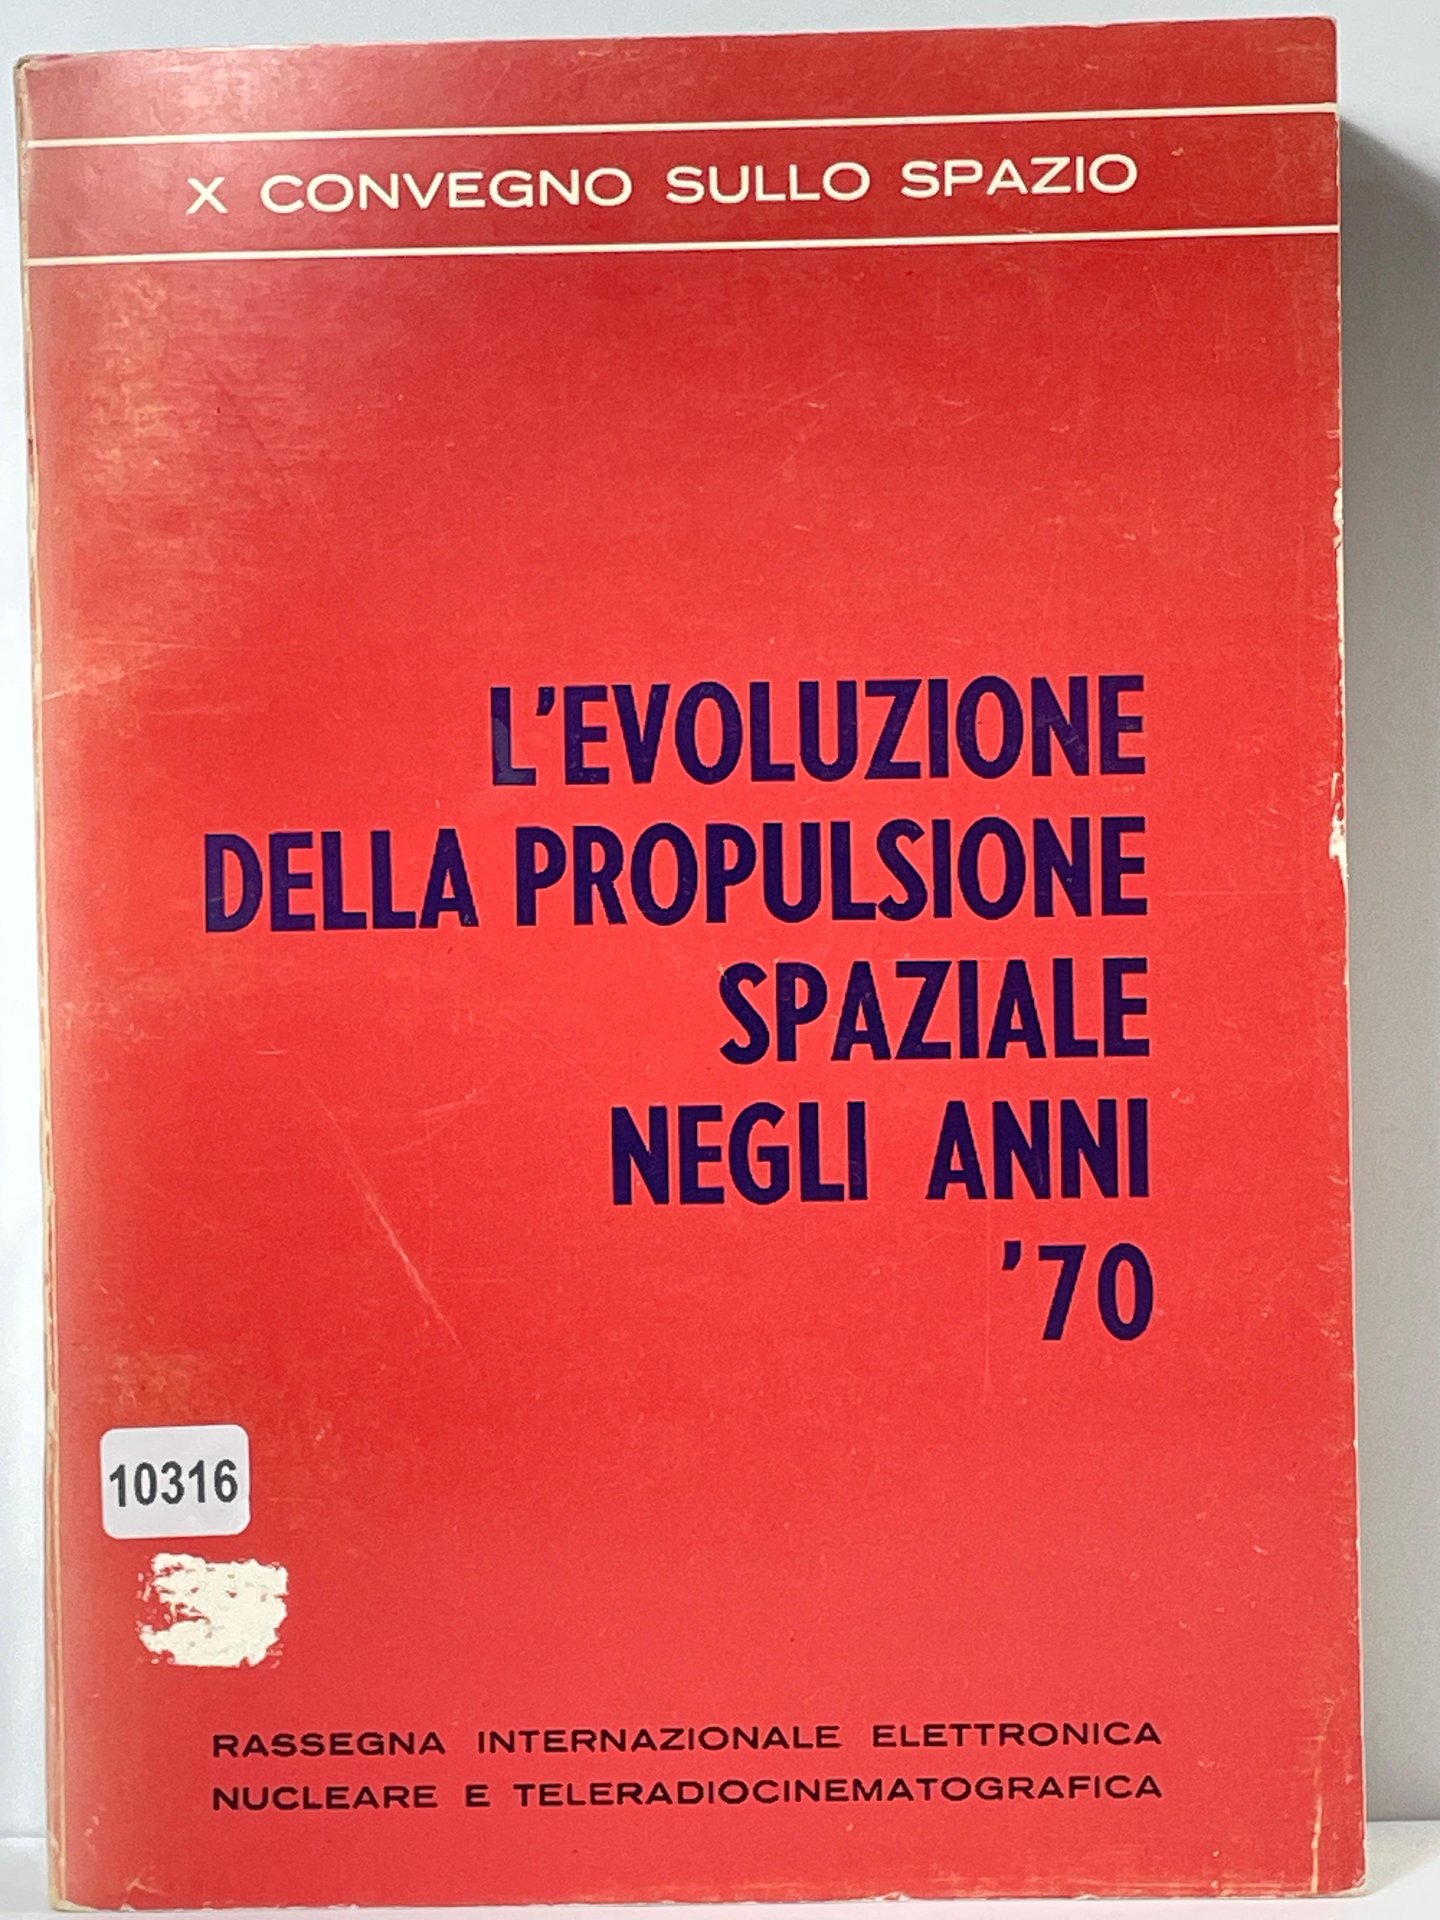 X CONVEGNO SULLO SPAZIO
L'EVOLUZIONE
DELLA PROPULSIONE
SPAZIALE
NEGLI ANNI
'70
10316
RASSEGNA INTERNAZIONALE ELETTRONICA
NUCLEARE E TELERADIOCINEMATOGRAFICA